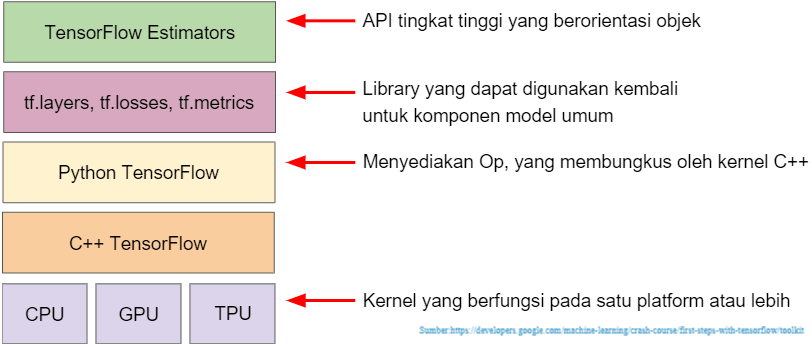 TensorFlow Estimators
API tingkat tinggi yang berorientasi objek
tf.layers, tf.losses, tf.metrics
Library yang dapat digunakan kembali
untuk komponen model umum
Python TensorFlow
Menyediakan Op, yang membungkus oleh kernel C++
C++ TensorFlow
CPU
GPU
TPU
Kernel yang berfungsi pada satu platform atau lebih
Sumber:https://developers.google.com/machine-learning/crash-course/first-steps-with-tensorflow/toolkit